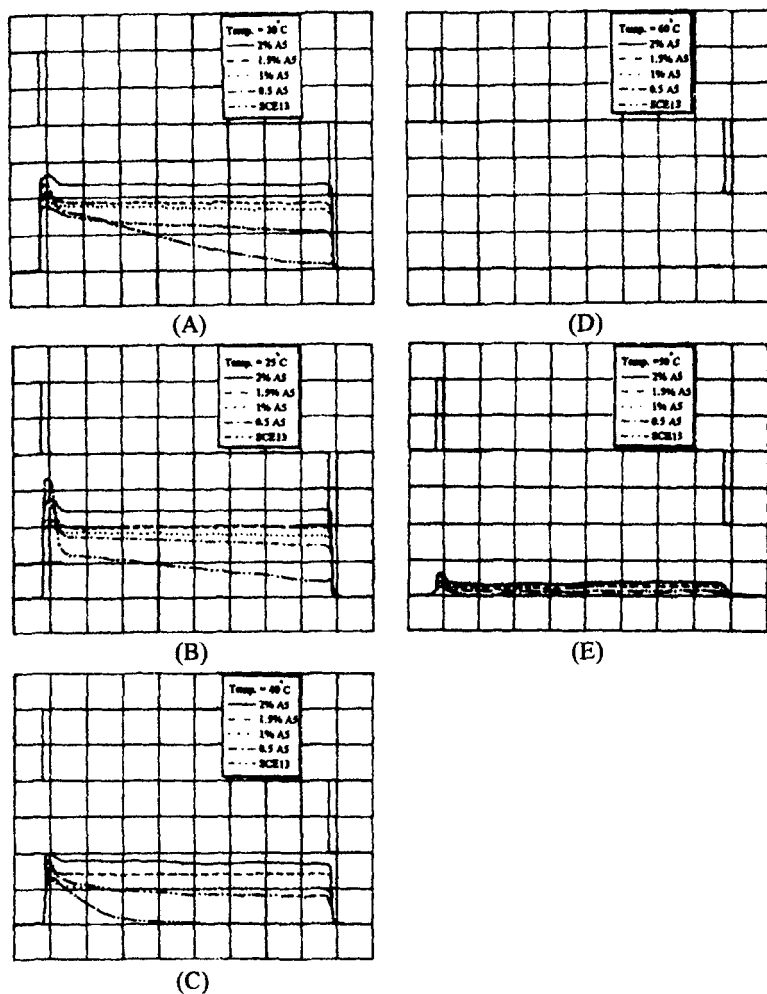 Temp. = 30°C
2% A5
1.5% A5
1% A5
0.5 A5
SCE13
(A)
Temp. = 25°C
2% A5
1.5% A5
1% A5
0.5 A5
SCE13
(B)
Temp. = 40°C
2% A5
1.5% A5
1% A5
0.5 A5
SCE13
(C)
Temp. = 60°C
2% A5
1.5% A5
1% A5
0.5 A5
SCE13
(D)
Temp. =50°C
2% A5
1.5% A5
1% A5
0.5 A5
SCE13
(E)